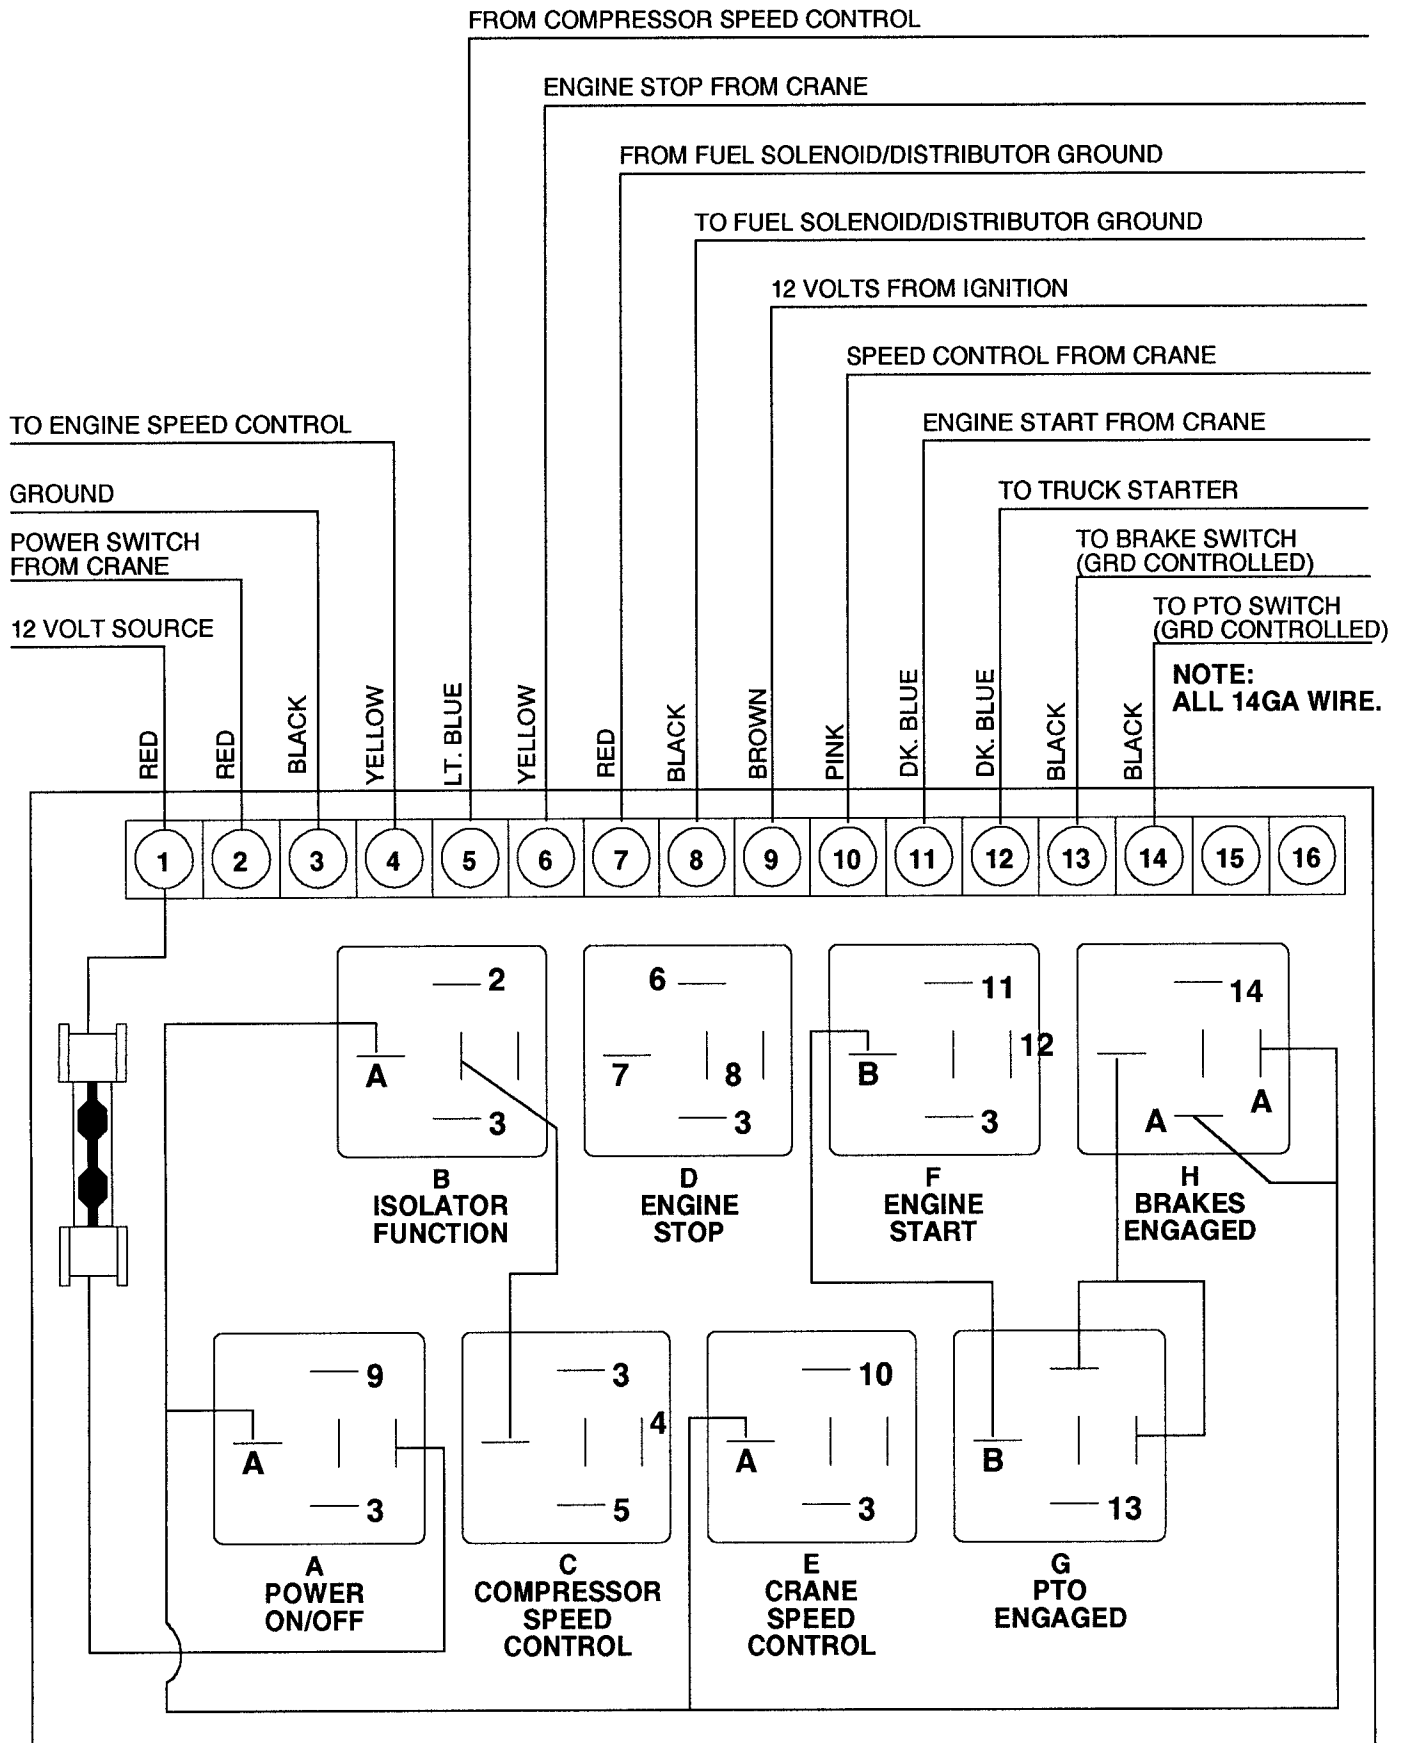 FROM COMPRESSOR SPEED CONTROL
ENGINE STOP FROM CRANE
FROM FUEL SOLENOID/DISTRIBUTOR GROUND
TO FUEL SOLENOID/DISTRIBUTOR GROUND
12 VOLTS FROM IGNITION
SPEED CONTROL FROM CRANE
TO ENGINE SPEED CONTROL
ENGINE START FROM CRANE
GROUND
TO TRUCK STARTER
POWER SWITCH
FROM CRANE
TO BRAKE SWITCH
(GRD CONTROLLED)
12 VOLT SOURCE
TO PTO SWITCH
(GRD CONTROLLED)
NOTE:
ALL 14GA WIRE.
RED
RED
BLACK
YELLOW
LT. BLUE
YELLOW
RED
BLACK
BROWN
PINK
DK. BLUE
DK. BLUE
BLACK
BLACK
1 2 3 4 5 6 7 8 9 10 11 12 13 14 15 16
2
A
3
B
ISOLATOR
FUNCTION
6
7 8
3
D
ENGINE
STOP
11
12
B
3
F
ENGINE
START
14
A
A
H
BRAKES
ENGAGED
9
A
3
A
POWER
ON/OFF
3
4
5
C
COMPRESSOR
SPEED
CONTROL
10
A
3
E
CRANE
SPEED
CONTROL
B
13
G
PTO
ENGAGED